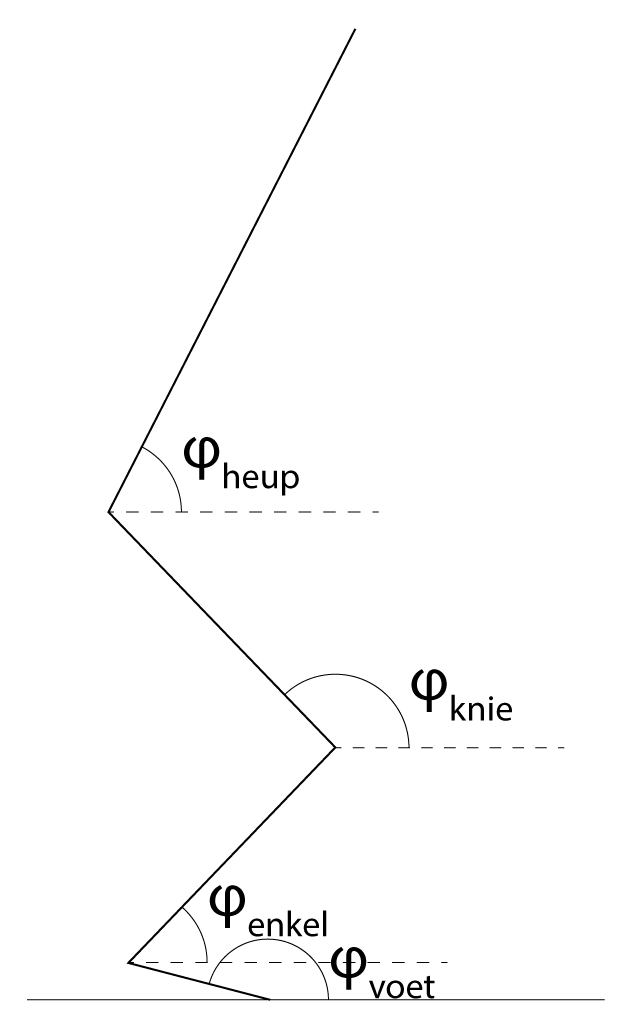 φheup
φknie
φenkel
φvoet